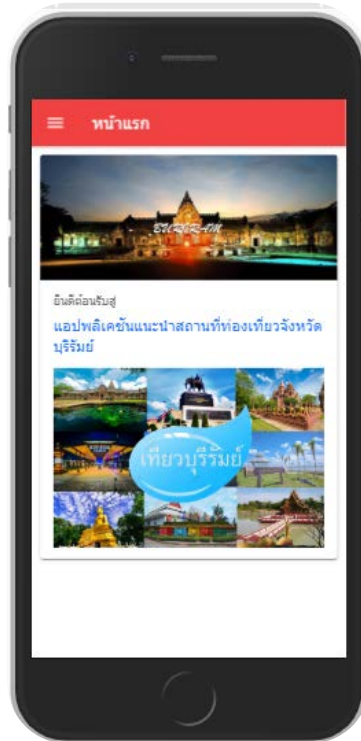 หน้าแรก
BURIRAM
ยินดีต้อนรับสู่
แอปพลิเคชันแนะนำสถานที่ท่องเที่ยวจังหวัด
บุรีรัมย์
เที่ยวบุรีรัมย์